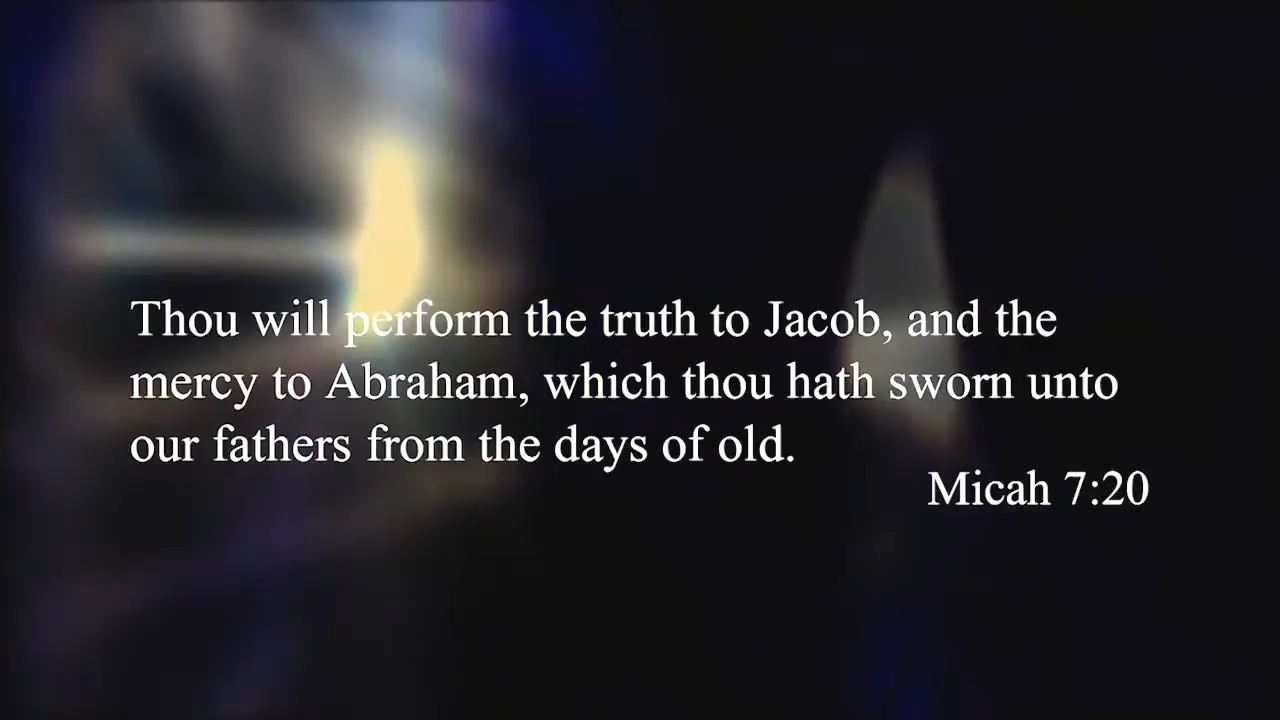 Thou will perform the truth to Jacob, and the
mercy to Abraham, which thou hath sworn unto
our fathers from the days of old.
Micah 7:20